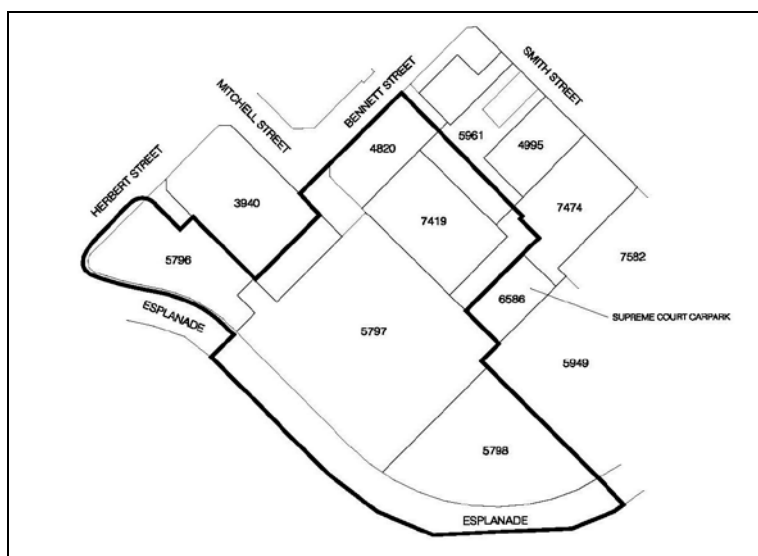 SMITH STREET
BENNETT STREET
MITCHELL STREET
HERBERT STREET
5961
4820
4995
3940
7474
7419
7582
5796
6586
SUPREME COURT CARPARK
ESPLANADE
5797
5949
5798
ESPLANADE